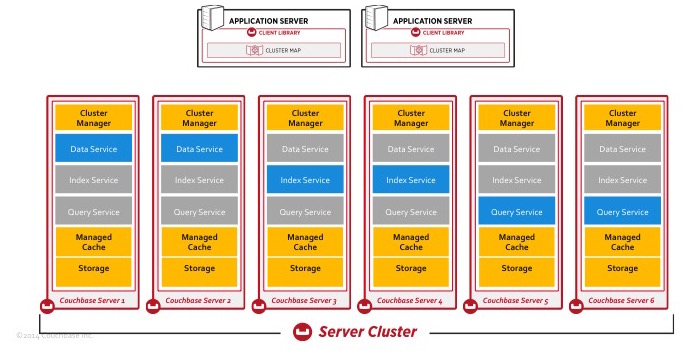 APPLICATION SERVER
CLIENT LIBRARY
CLUSTER MAP
APPLICATION SERVER
CLIENT LIBRARY
CLUSTER MAP
Cluster
Manager
Data Service
Index Service
Query Service
Managed
Cache
Storage
Couchbase Server 1
Cluster
Manager
Data Service
Index Service
Query Service
Managed
Cache
Storage
Couchbase Server 2
Cluster
Manager
Data Service
Index Service
Query Service
Managed
Cache
Storage
Couchbase Server 3
Cluster
Manager
Data Service
Index Service
Query Service
Managed
Cache
Storage
Couchbase Server 4
Cluster
Manager
Data Service
Index Service
Query Service
Managed
Cache
Storage
Couchbase Server 5
Cluster
Manager
Data Service
Index Service
Query Service
Managed
Cache
Storage
Couchbase Server 6
©2014 Couchbase Inc.
Server Cluster